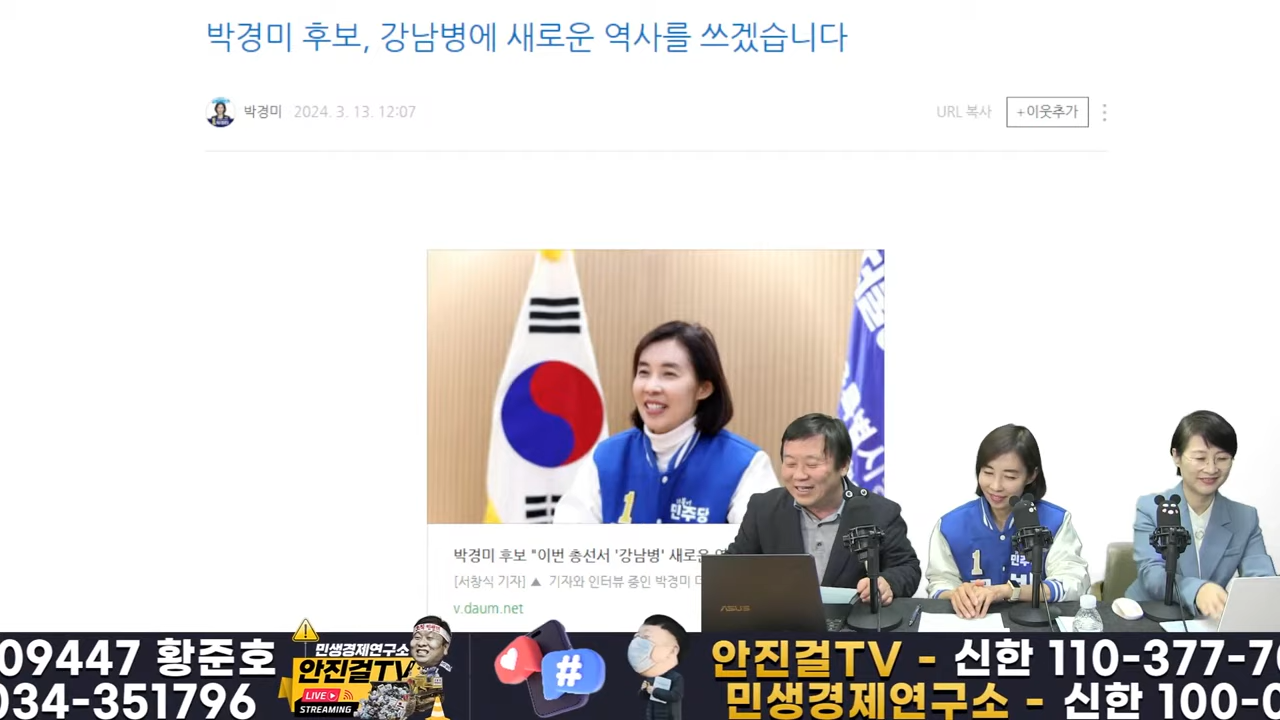 박경미 후보, 강남병에 새로운 역사를 쓰겠습니다
박경미 2024. 3. 13. 12:07
URL 복사 +이웃추가
1 민주당
박경미 후보 "이번 총선서 '강남병' 새로운
[서창식 기자] ▲ 기자와 인터뷰 중인 박경미
v.daum.net
ASUS
1
09447 황준호
034-351796
민생경제연구소
안진걸TV
LIVE
STREAMING
#
안진걸TV - 신한 110-377-70
민생경제연구소 - 신한 100-0